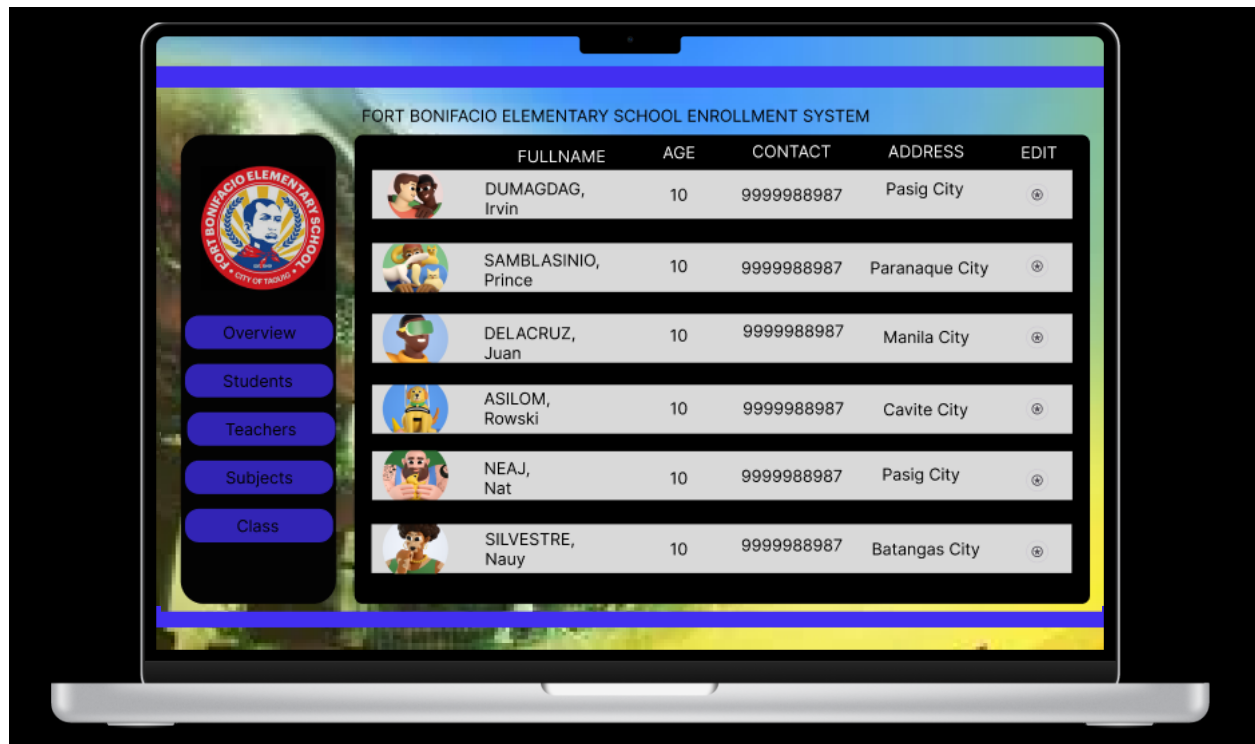 FORT BONIFACIO ELEMENTARY SCHOOL ENROLLMENT SYSTEM
FORT BONIFACIO ELEMENTARY SCHOOL
CITY OF TAGUIG
Overview
Students
Teachers
Subjects
Class
FULLNAME AGE CONTACT ADDRESS EDIT
DUMAGDAG, 10 9999988987 Pasig City
Irvin
SAMBLASINIO, 10 9999988987 Paranaque City
Prince
DELACRUZ, 10 9999988987 Manila City
Juan
ASILOM, 10 9999988987 Cavite City
Rowski
7
NEAJ, 10 9999988987 Pasig City
Nat
SILVESTRE, 10 9999988987 Batangas City
Nauy